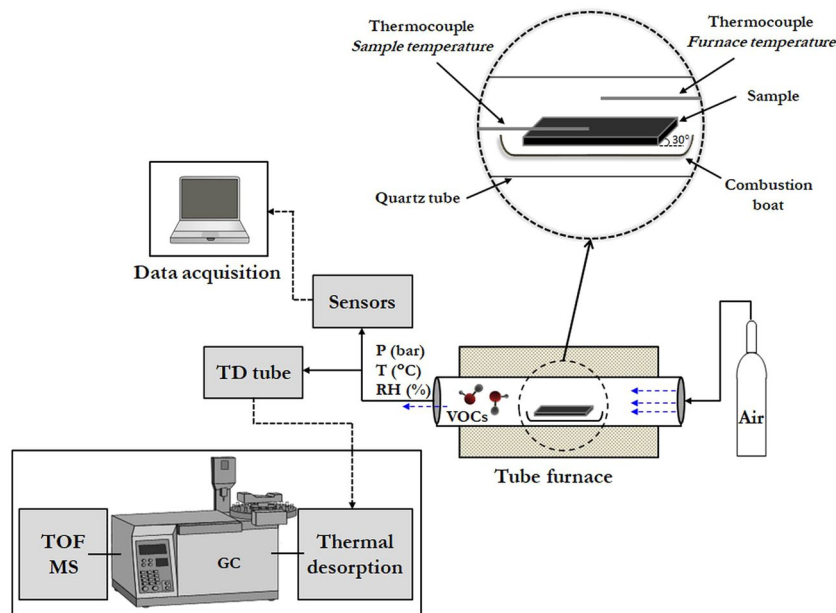 Thermocouple
Sample temperature
Thermocouple
Furnace temperature
Sample
30°
Quartz tube
Combustion
boat
Data acquisition
Sensors
P (bar)
T (°C)
RH (%)
TD tube
VOCs
Air
Tube furnace
TOF
MS
GC
Thermal
desorption